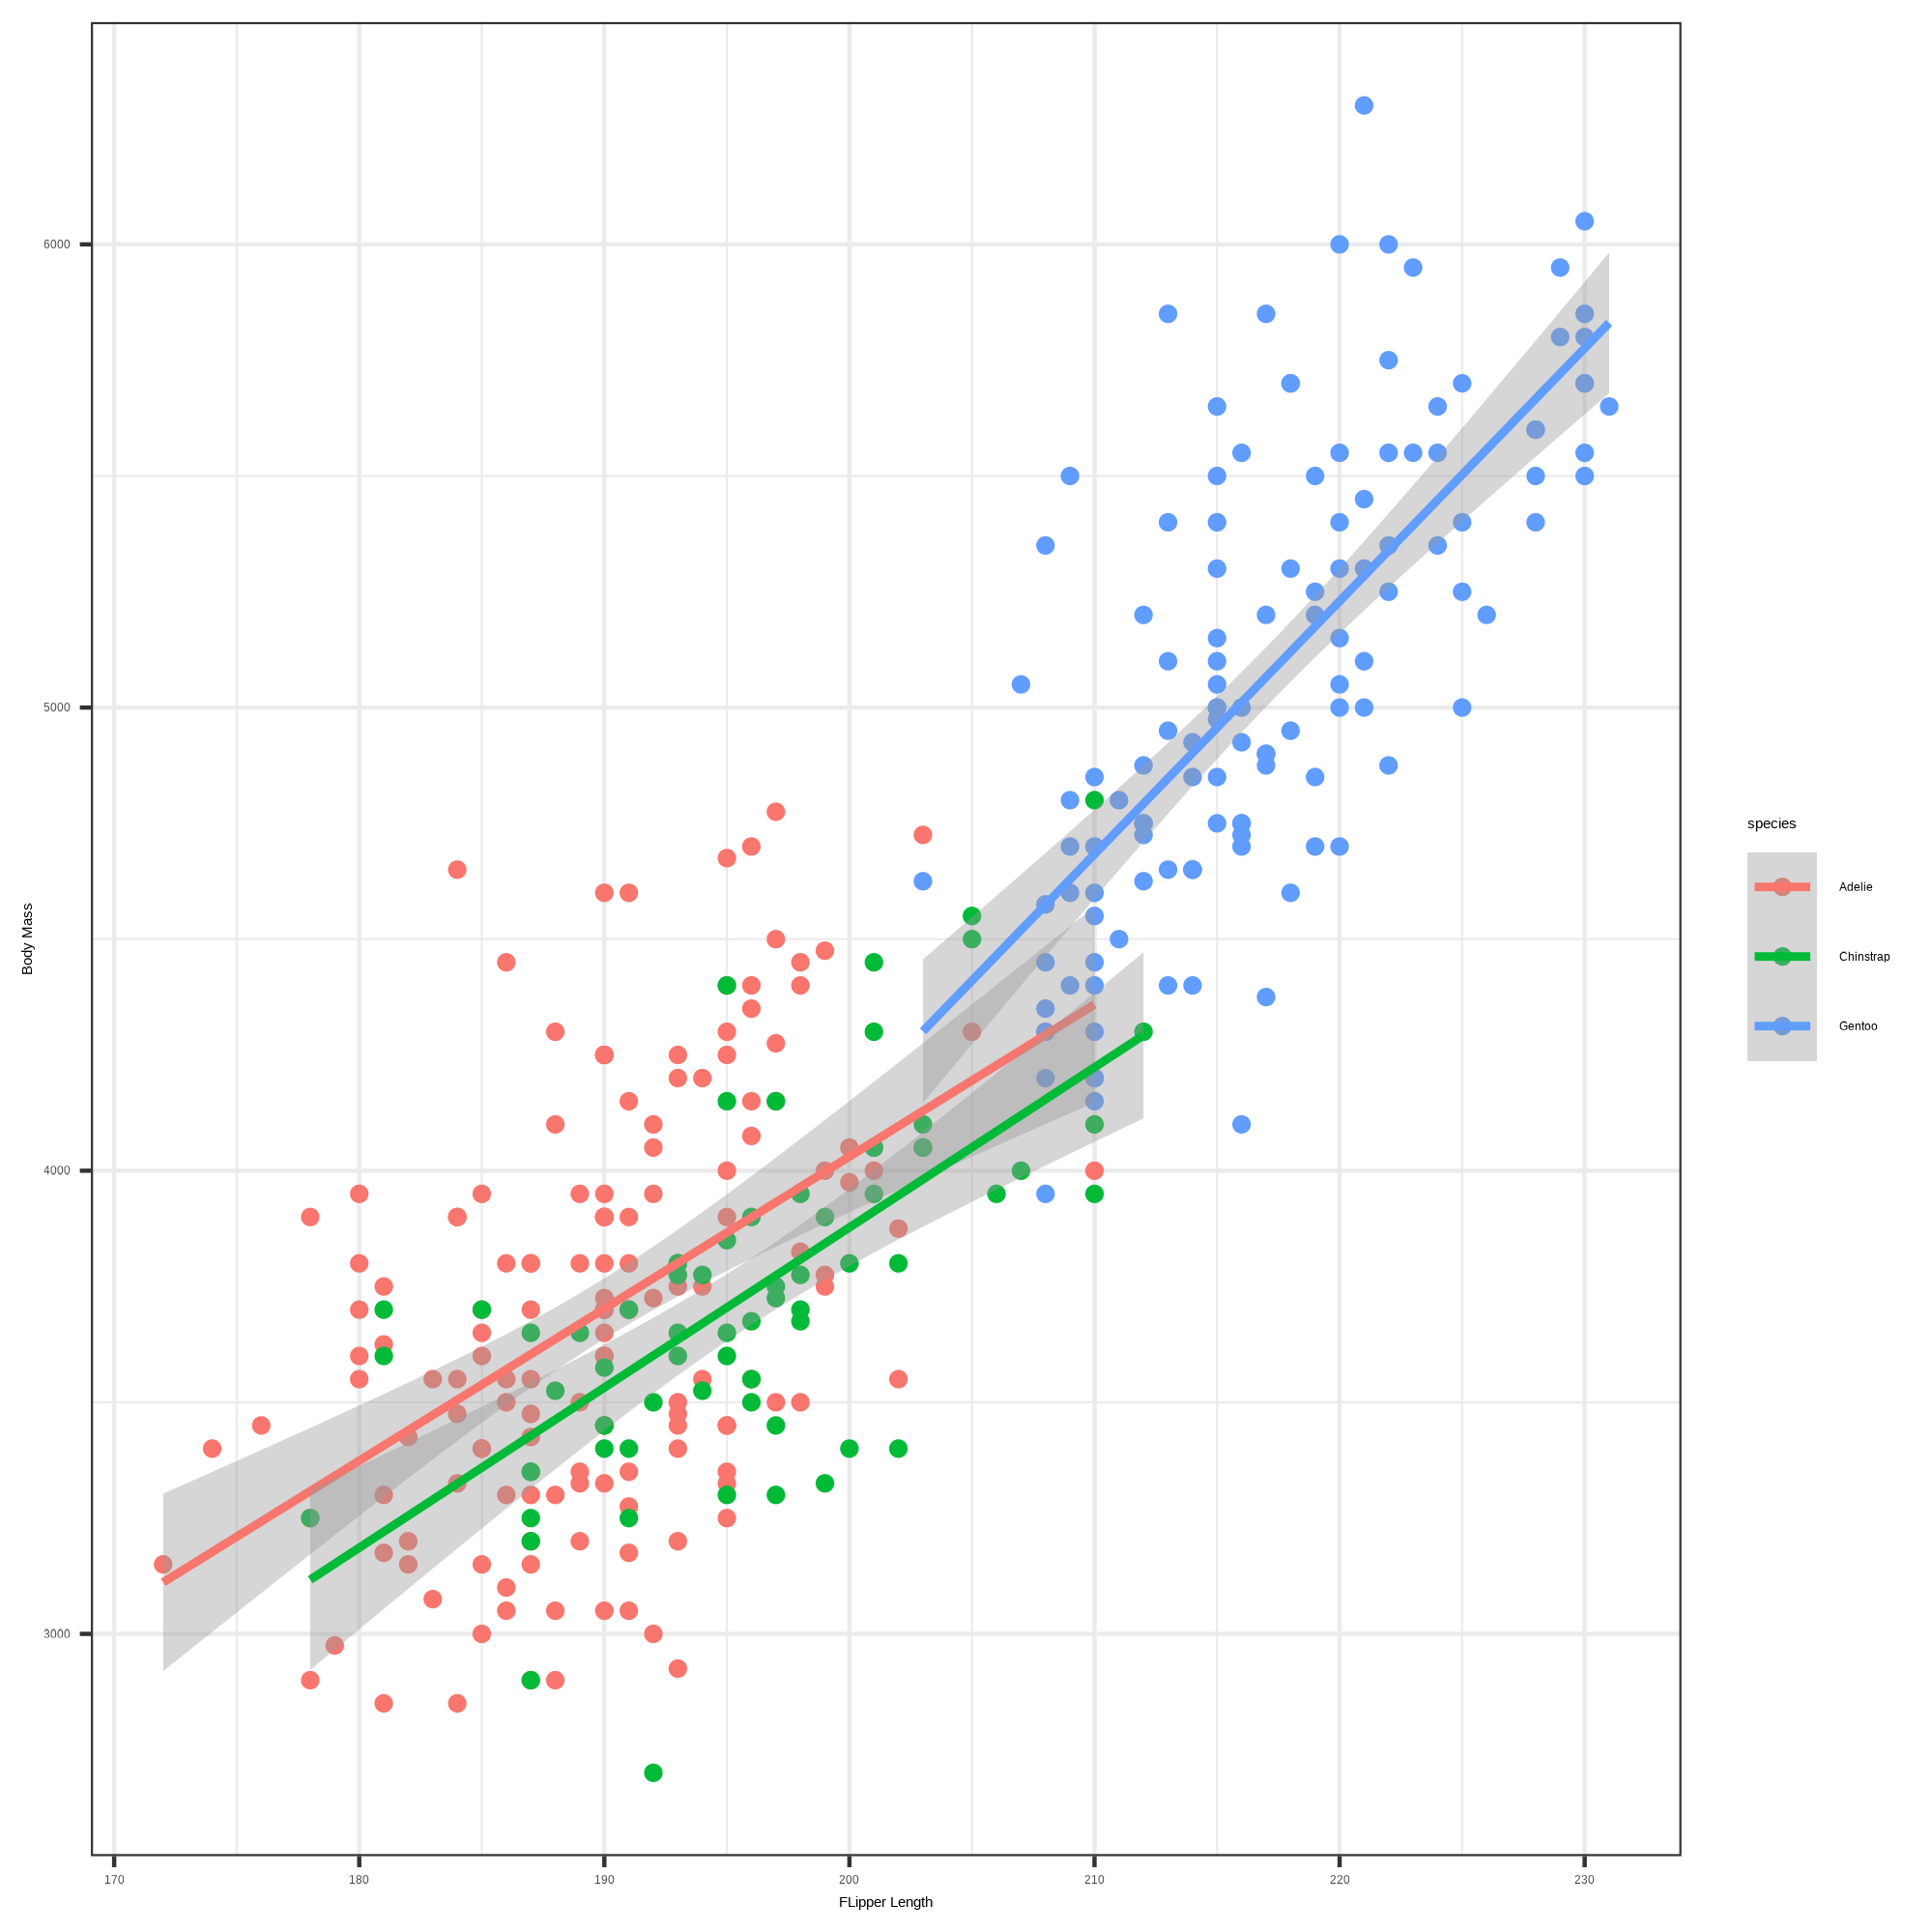 6000
5000
4000
3000
Body Mass
170 180 190 200 210 220 230
FLipper Length
species
Adelie
Chinstrap
Gentoo